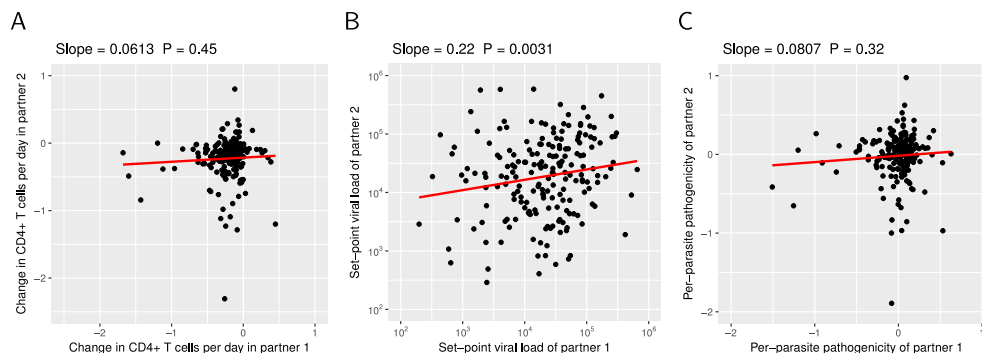 A
Slope = 0.0613  P = 0.45
Change in CD4+ T cells per day in partner 2
1
0
−1
−2
−2
−1
0
1
Change in CD4+ T cells per day in partner 1
B
Slope = 0.22  P = 0.0031
Set−point viral load of partner 2
10⁶
10⁵
10⁴
10³
10²
10²
10³
10⁴
10⁵
10⁶
Set−point viral load of partner 1
C
Slope = 0.0807  P = 0.32
Per−parasite pathogenicity of partner 2
1
0
−1
−2
−2
−1
0
1
Per−parasite pathogenicity of partner 1